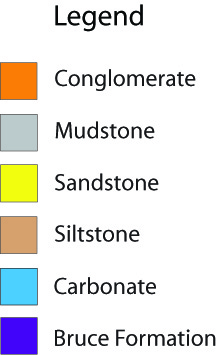 Legend
Conglomerate
Mudstone
Sandstone
Siltstone
Carbonate
Bruce Formation